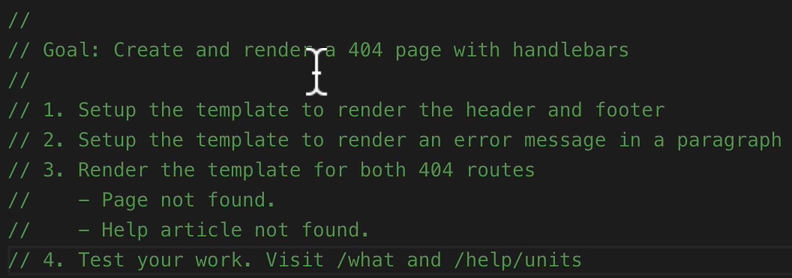 //
// Goal: Create and render a 404 page with handlebars
//
// 1. Setup the template to render the header and footer
// 2. Setup the template to render an error message in a paragraph
// 3. Render the template for both 404 routes
//    - Page not found.
//    - Help article not found.
// 4. Test your work. Visit /what and /help/units